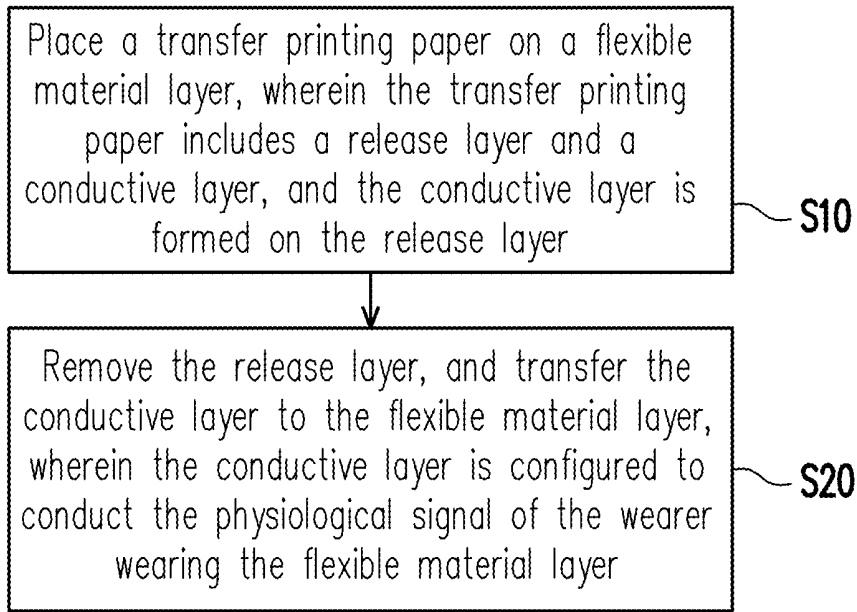 Place a transfer printing paper on a flexible
material layer, wherein the transfer printing
paper includes a release layer and a
conductive layer, and the conductive layer is
formed on the release layer
S10
Remove the release layer, and transfer the
conductive layer to the flexible material layer,
wherein the conductive layer is configured to
conduct the physiological signal of the wearer
wearing the flexible material layer
S20